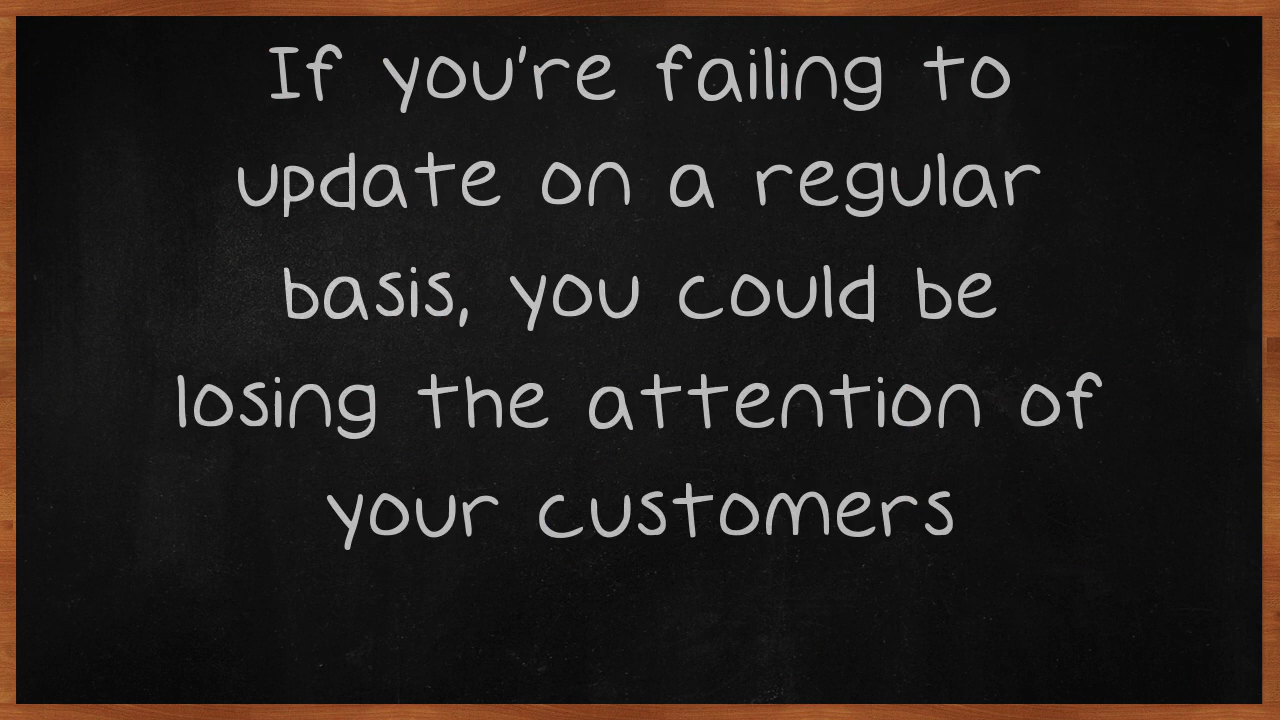 If you're failing to
update on a regular
basis, you could be
losing the attention of
your customers